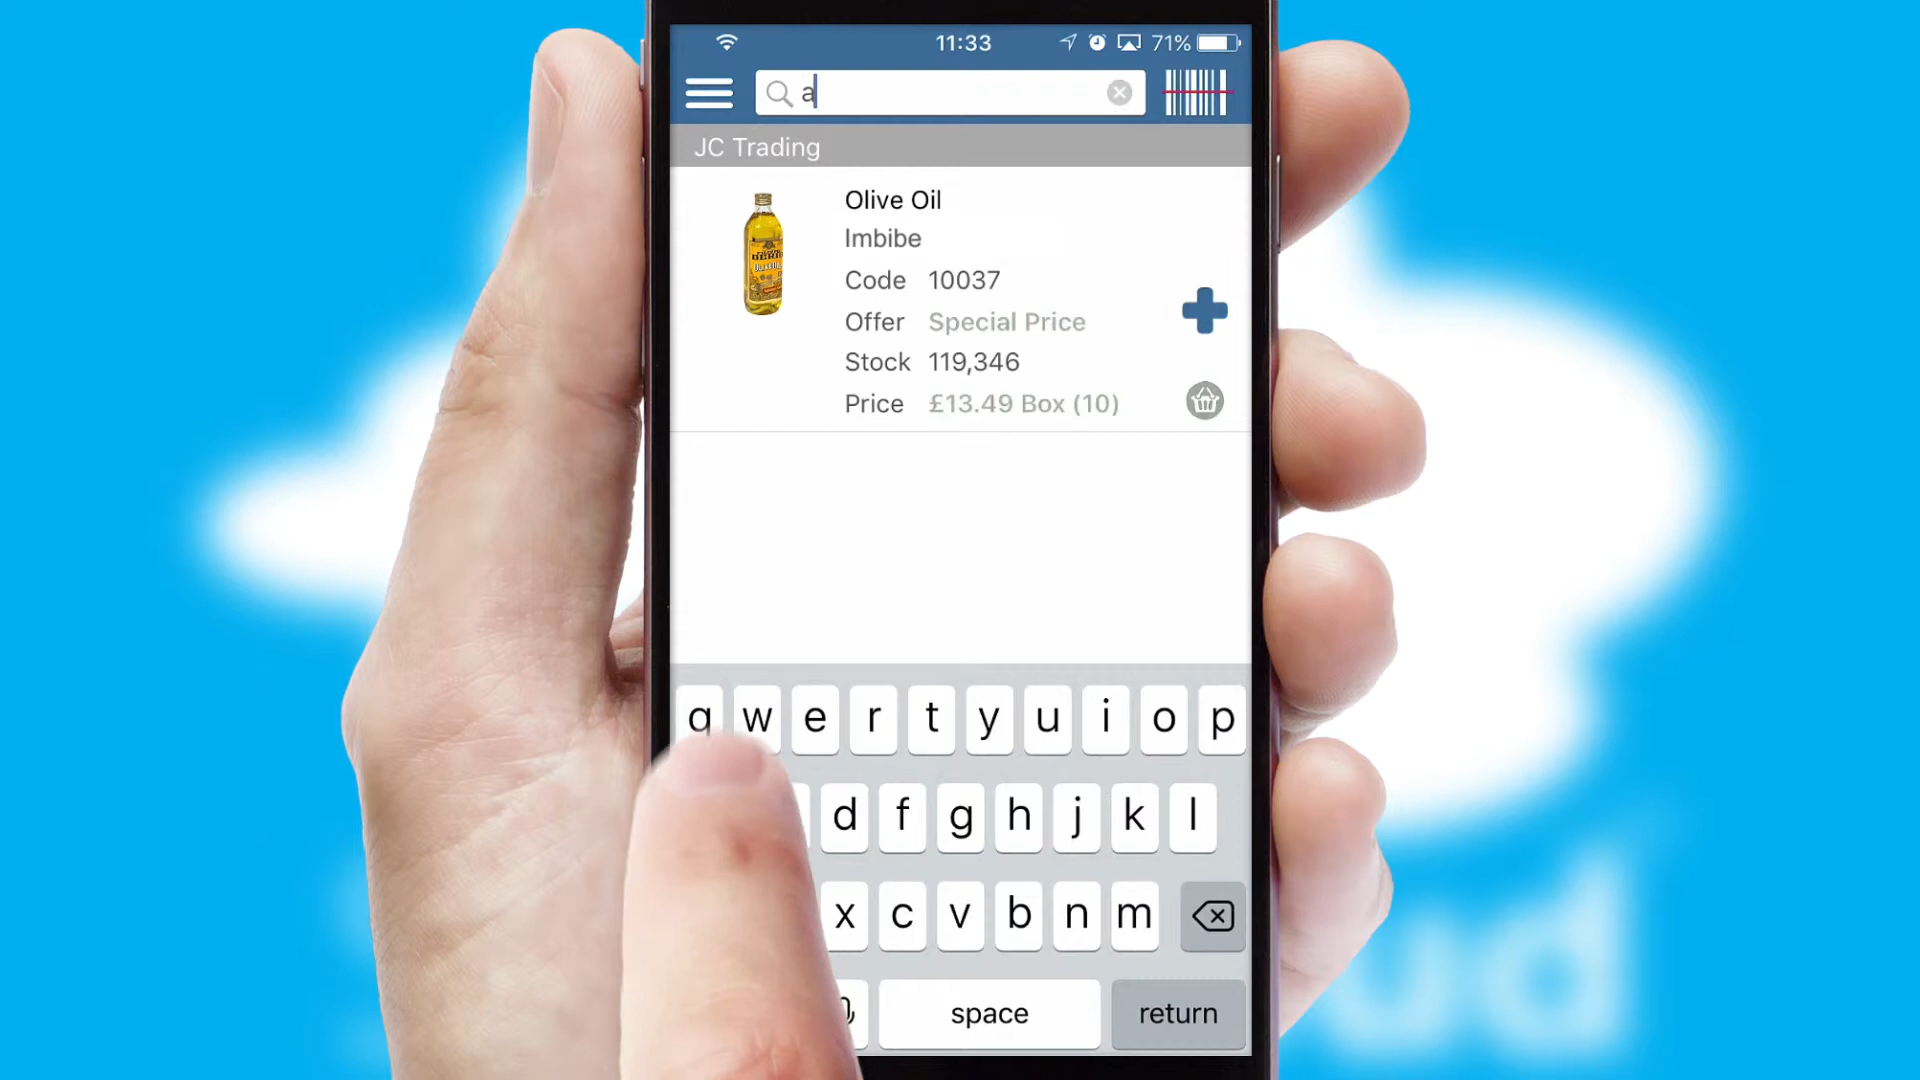 11:33
71%
a
JC Trading
Olive Oil
Imbibe
Code 10037
Offer Special Price
Stock 119,346
Price £13.49 Box (10)
q w e r t y u i o p
d f g h j k l
x c v b n m
space return
ud